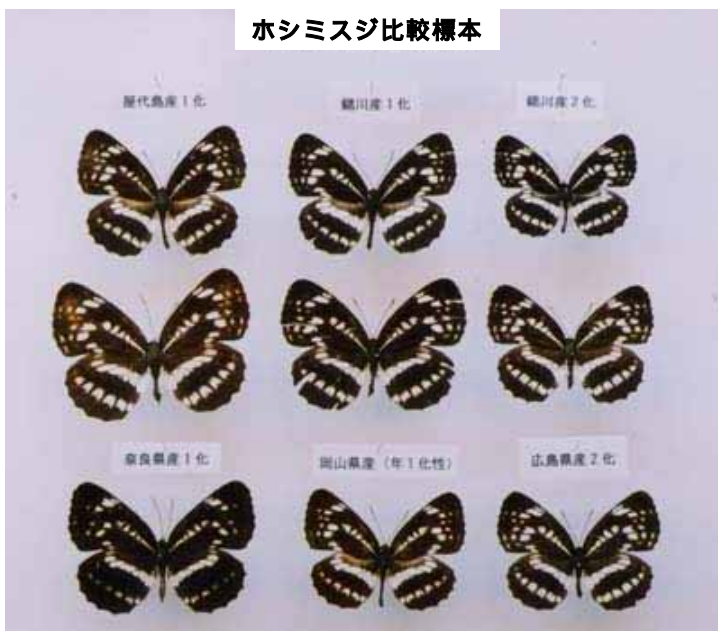 ホシミスジ比較標本
屋代島産1化
錦川産1化
錦川産2化
奈良県産1化
岡山県産（年1化性）
広島県産2化